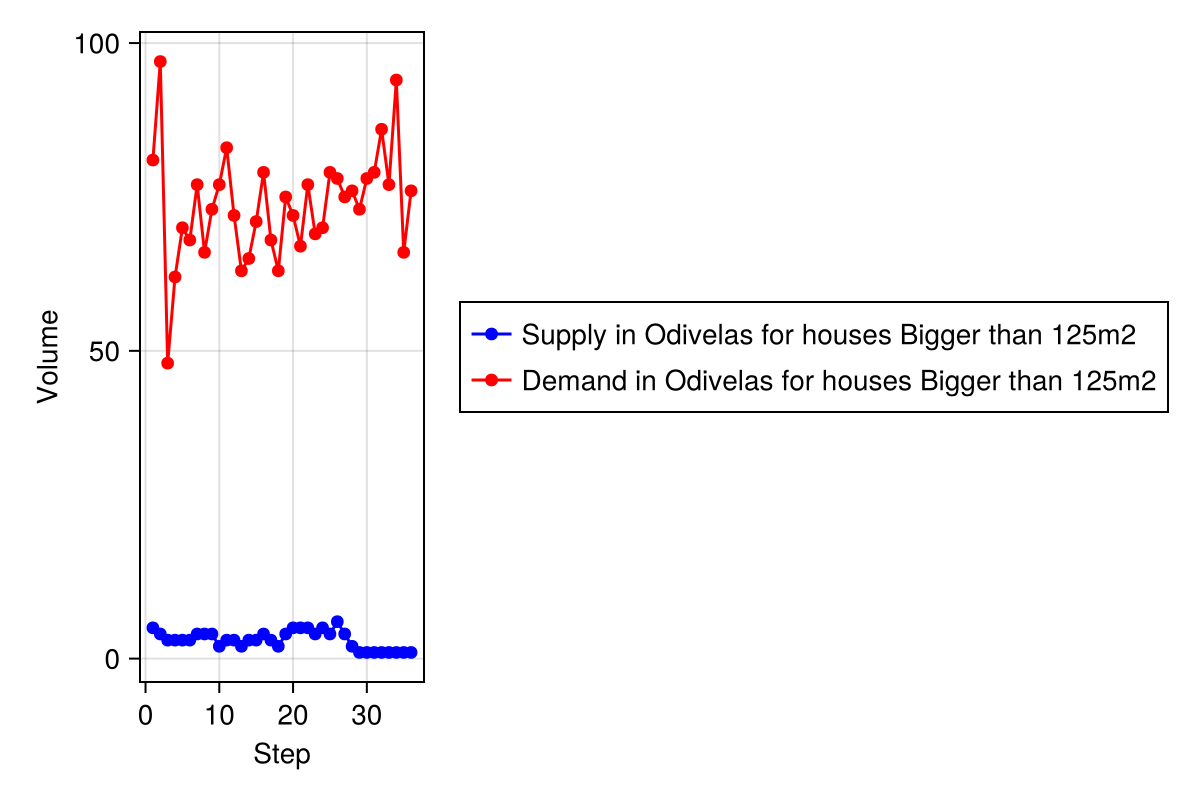 100
50
0
Volume
0 10 20 30
Step
Supply in Odivelas for houses Bigger than 125m2
Demand in Odivelas for houses Bigger than 125m2